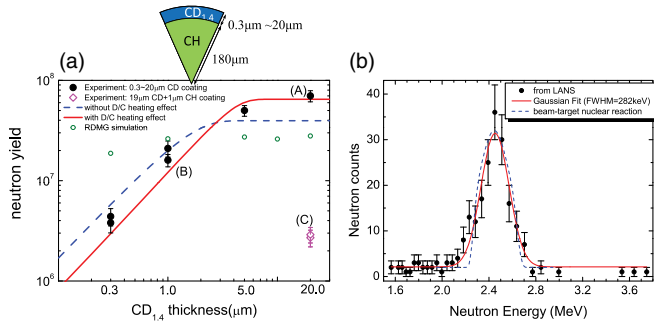 CD1.4
0.3μm ~20μm
CH
180μm
(a)
10^8
10^7
10^6
neutron yield
Experiment: 0.3~20μm CD coating
Experiment: 19μm CD+1μm CH coating
without D/C heating effect
with D/C heating effect
RDMG simulation
(A)
(B)
(C)
0.3 1.0 5.0 20.0
CD1.4 thickness(μm)
(b)
40
30
20
10
0
Neutron counts
from LANS
Gaussian Fit (FWHM=282keV)
beam-target nuclear reaction
1.6 2.0 2.4 2.8 3.2 3.6 4.0
Neutron Energy (MeV)